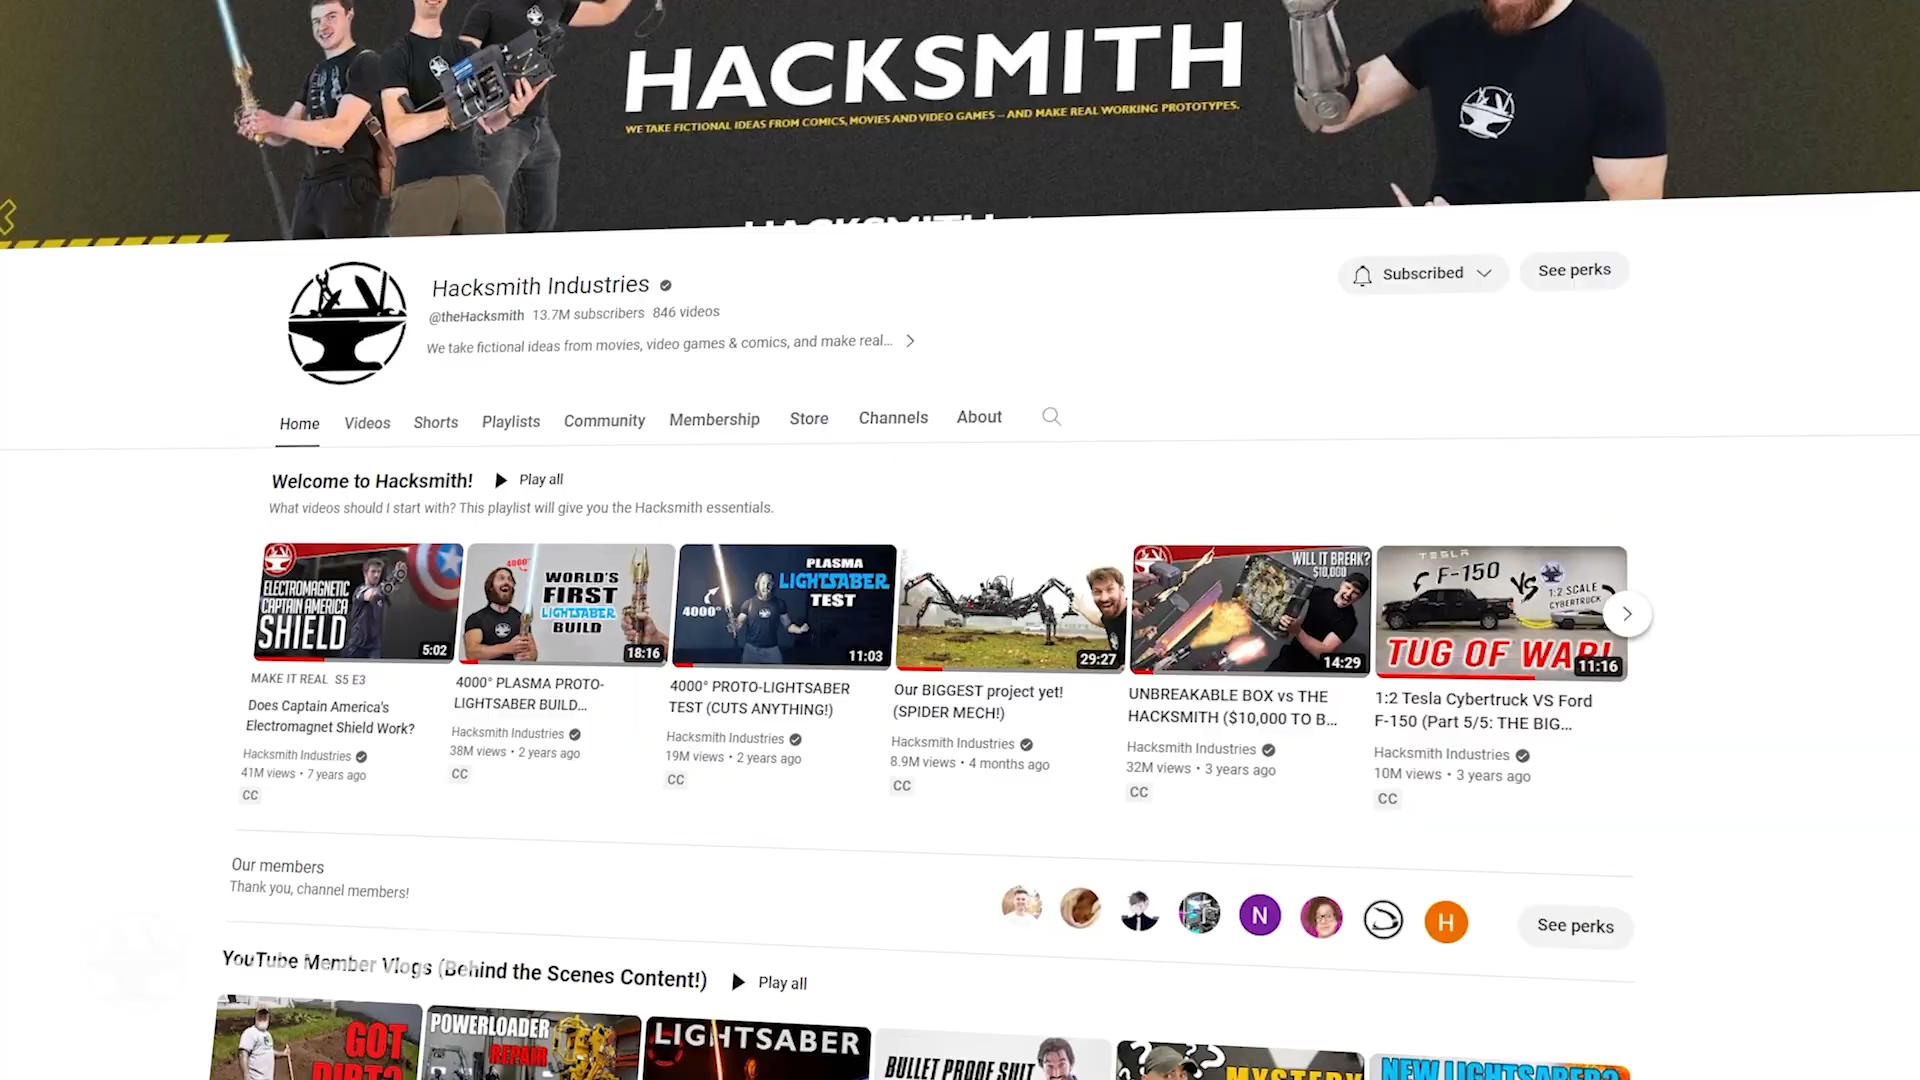 HACKSMITH
WE TAKE FICTIONAL IDEAS FROM COMICS, MOVIES AND VIDEO GAMES – AND MAKE REAL WORKING PROTOTYPES.
HACKSMITH
Hacksmith Industries
@theHacksmith 13.7M subscribers 846 videos
We take fictional ideas from movies, video games & comics, and make real...
Subscribed
See perks
Home Videos Shorts Playlists Community Membership Store Channels About
Welcome to Hacksmith! Play all
What videos should I start with? This playlist will give you the Hacksmith essentials.
ELECTROMAGNETIC
CAPTAIN AMERICA
SHIELD
5:02
MAKE IT REAL S5 E3
Does Captain America's
Electromagnet Shield Work?
Hacksmith Industries
41M views • 7 years ago
CC
4000°
WORLD'S
FIRST
LIGHTSABER
BUILD
18:16
4000° PLASMA PROTO-
LIGHTSABER BUILD...
Hacksmith Industries
38M views • 2 years ago
CC
4000°
PLASMA
LIGHTSABER
TEST
11:03
4000° PROTO-LIGHTSABER
TEST (CUTS ANYTHING!)
Hacksmith Industries
19M views • 2 years ago
CC
29:27
Our BIGGEST project yet!
(SPIDER MECH!)
Hacksmith Industries
8.9M views • 4 months ago
CC
WILL IT BREAK?
$10,000
14:29
UNBREAKABLE BOX vs THE
HACKSMITH ($10,000 TO B...
Hacksmith Industries
32M views • 3 years ago
CC
TESLA
F-150
VS
1:2 SCALE
CYBERTRUCK
TUG OF WAR!
11:16
1:2 Tesla Cybertruck VS Ford
F-150 (Part 5/5: THE BIG...
Hacksmith Industries
10M views • 3 years ago
CC
Our members
Thank you, channel members!
N
H
See perks
YouTube Member Vlogs (Behind the Scenes Content!) Play all
GOT
DIRT?
POWERLOADER
REPAIR
LIGHTSABER
BULLET PROOF SUIT
MYSTERY
NEW LIGHTSABER?